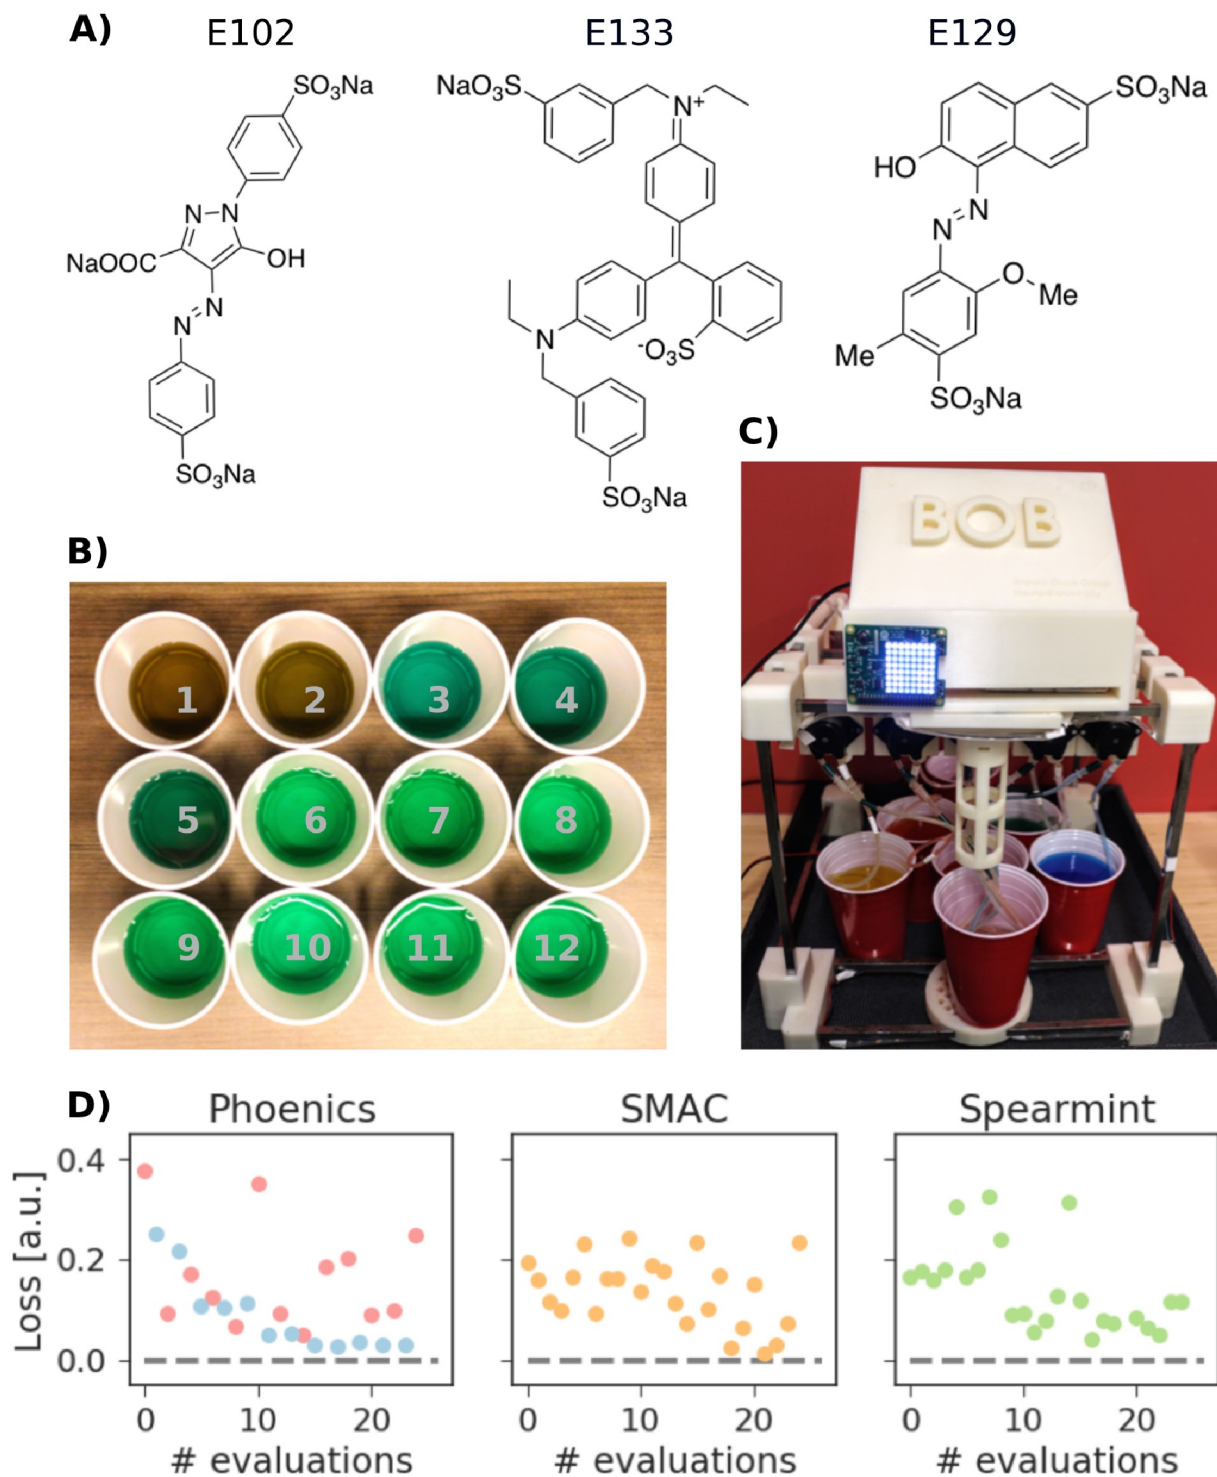 A)
E102
E133
E129
SO₃Na
NaO₃S
N⁺
SO₃Na
HO
N
N
N
N
NaOOC
OH
N
N
O
Me
N
⁻O₃S
Me
SO₃Na
SO₃Na
SO₃Na
C)
B)
BOB
1
2
3
4
5
6
7
8
9
10
11
12
D)
Phoenics
SMAC
Spearmint
Loss [a.u.]
0.4
0.2
0.0
0
10
20
0
10
20
0
10
20
# evaluations
# evaluations
# evaluations